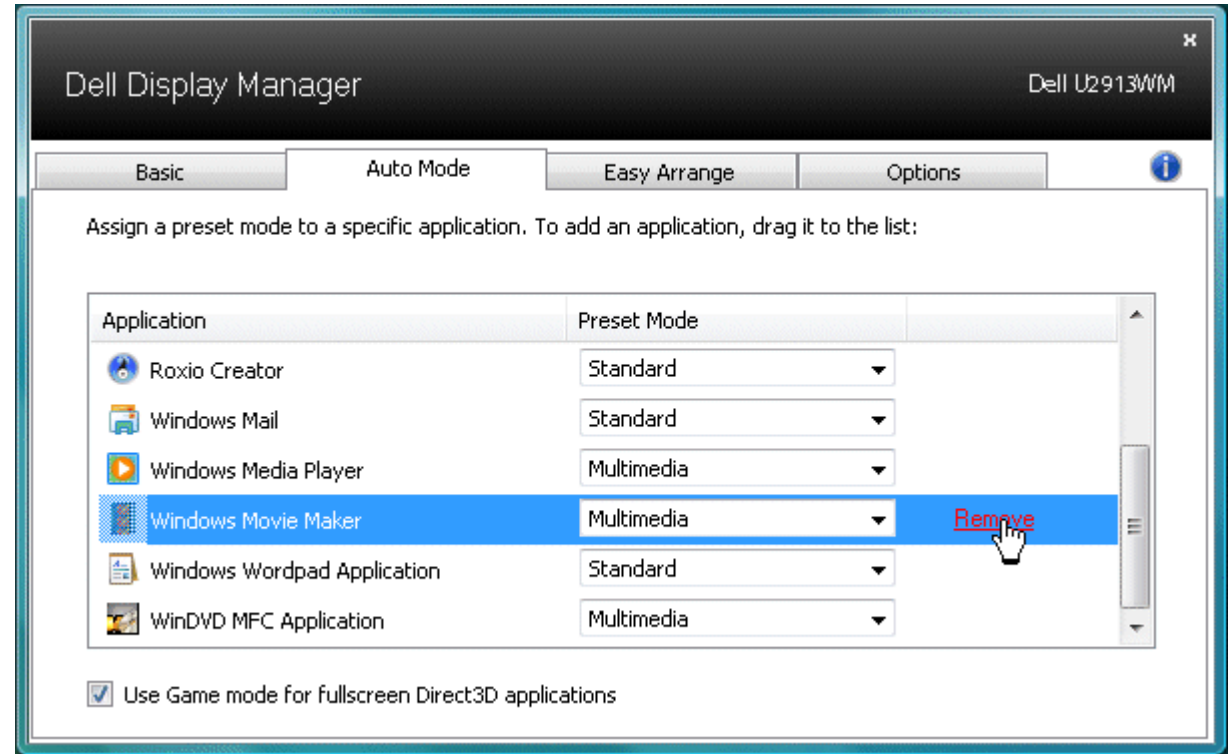 x
Dell Display Manager
Dell U2913WM
Basic
Auto Mode
Easy Arrange
Options
i
Assign a preset mode to a specific application. To add an application, drag it to the list:
Application Preset Mode
Roxio Creator Standard
Windows Mail Standard
Windows Media Player Multimedia
Windows Movie Maker Multimedia Remove
Windows Wordpad Application Standard
WinDVD MFC Application Multimedia
Use Game mode for fullscreen Direct3D applications